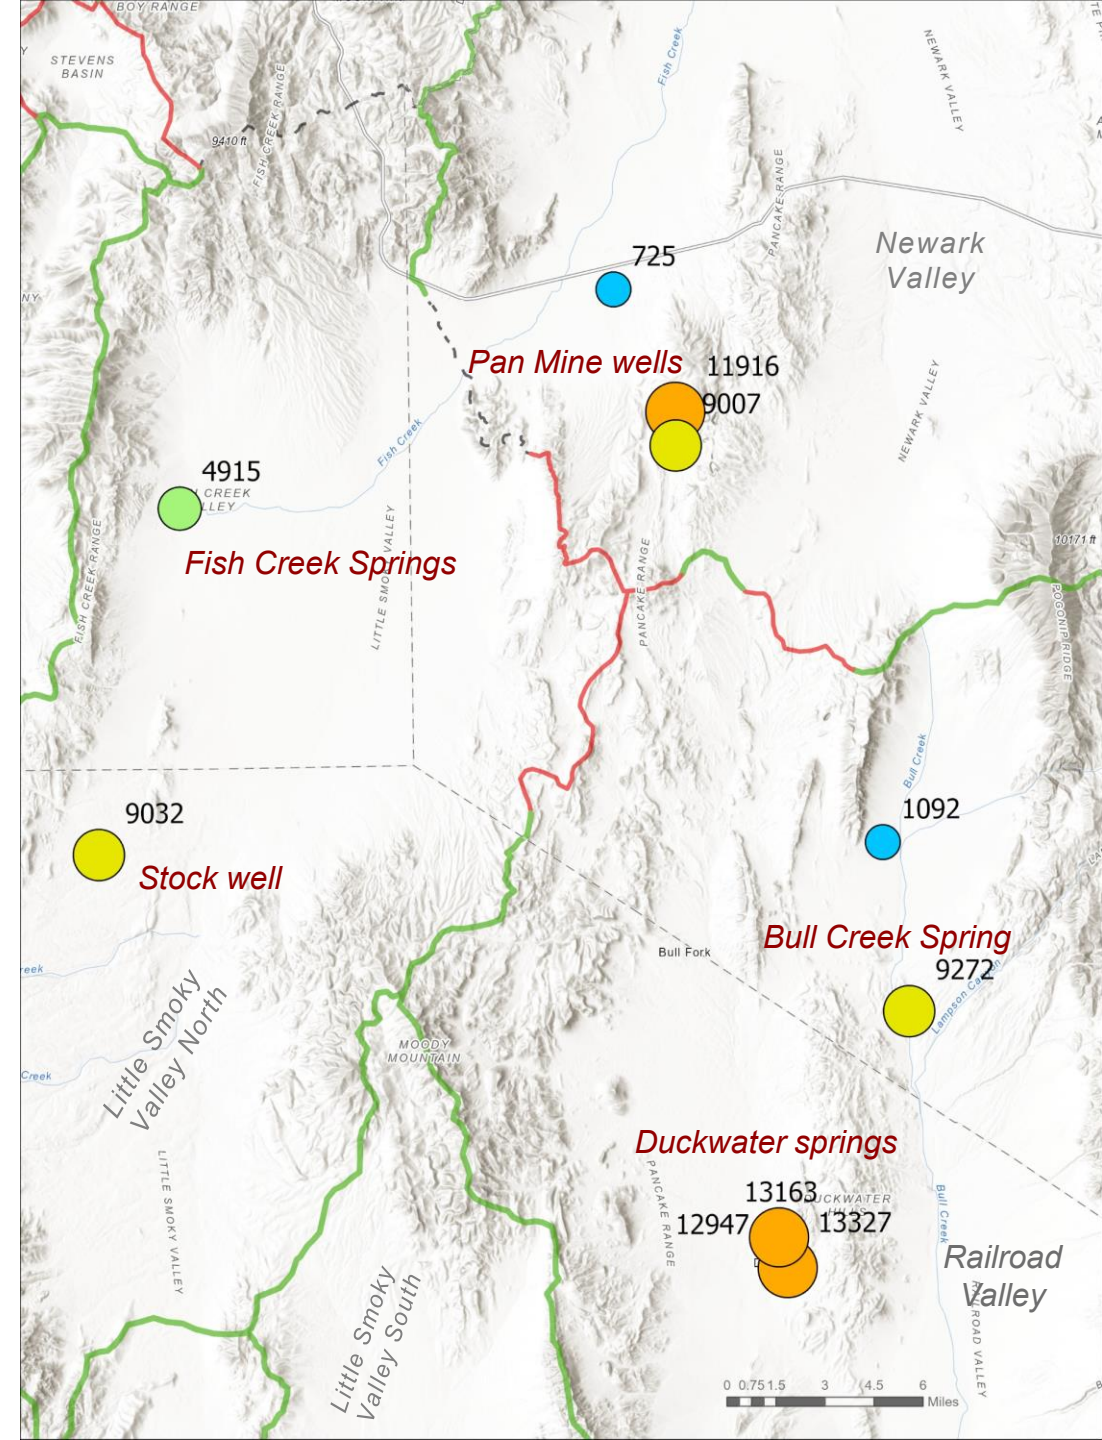 BOY RANGE
STEVENS
BASIN
9410 ft
FISH CREEK RANGE
Fish Creek
NEWARK VALLEY
PANCAKE RANGE
Newark
Valley
725
Pan Mine wells
11916
9007
Fish Creek
NEWARK VALLEY
4915
CREEK
LLEY
Fish Creek Springs
LITTLE SMOKY VALLEY
FISH CREEK RANGE
PANCAKE RANGE
10171 ft
POGONIP RIDGE
Bull Creek
9032
1092
Stock well
Bull Fork
Bull Creek Spring
9272
Lampson Canyon
reek
Little Smoky
Valley North
Creek
MOODY
MOUNTAIN
Duckwater springs
13163
DUCKWATER
HILLS
12947
13327
PANCAKE RANGE
LITTLE SMOKY VALLEY
Bull Creek
Railroad
Valley
RAILROAD VALLEY
Little Smoky
Valley South
0 0.75 1.5 3 4.5 6
Miles